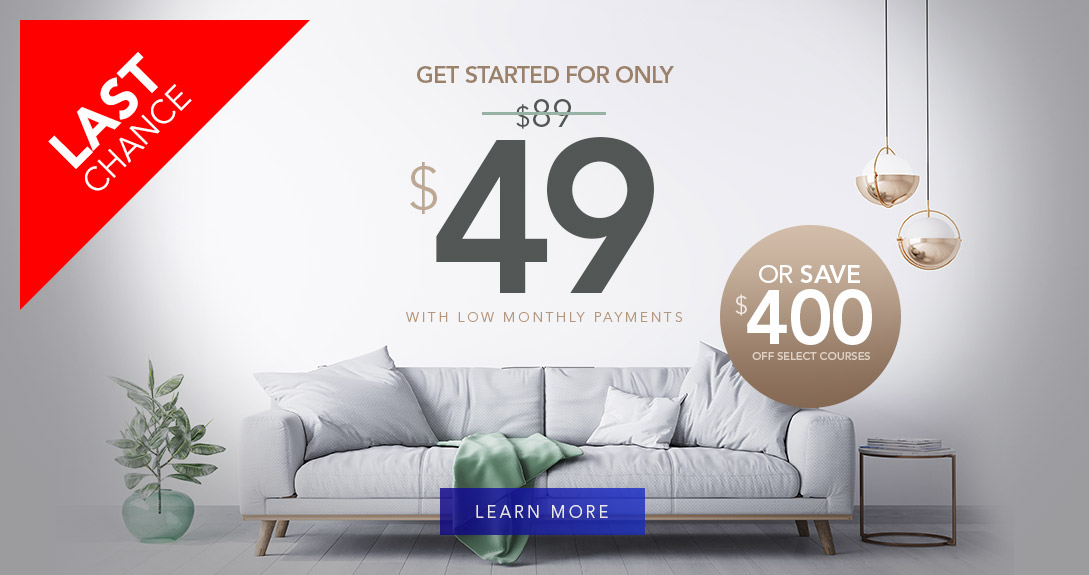 LAST
CHANCE
GET STARTED FOR ONLY
$89
$49
WITH LOW MONTHLY PAYMENTS
OR SAVE
$400
OFF SELECT COURSES
LEARN MORE